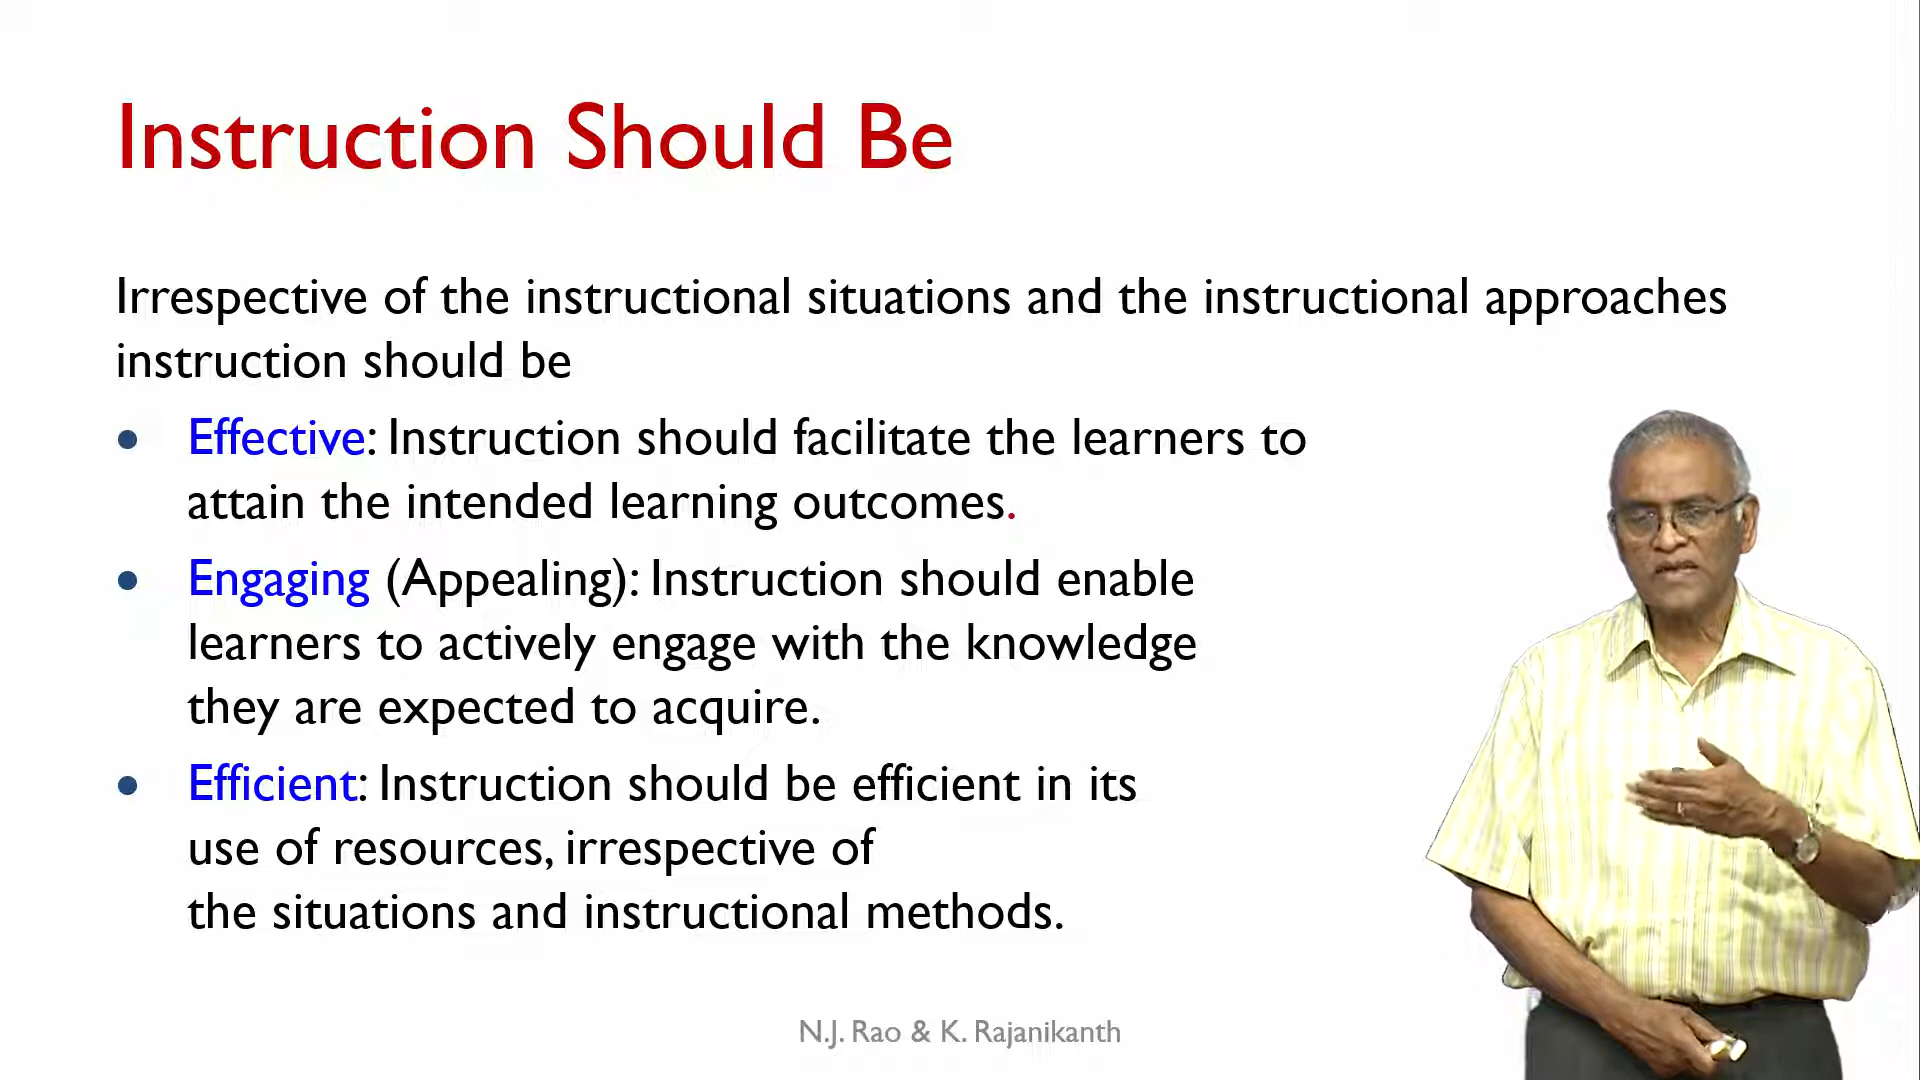 Instruction Should Be
Irrespective of the instructional situations and the instructional approaches
instruction should be
• Effective: Instruction should facilitate the learners to
attain the intended learning outcomes.
• Engaging (Appealing): Instruction should enable
learners to actively engage with the knowledge
they are expected to acquire.
• Efficient: Instruction should be efficient in its
use of resources, irrespective of
the situations and instructional methods.
N.J. Rao & K. Rajanikanth